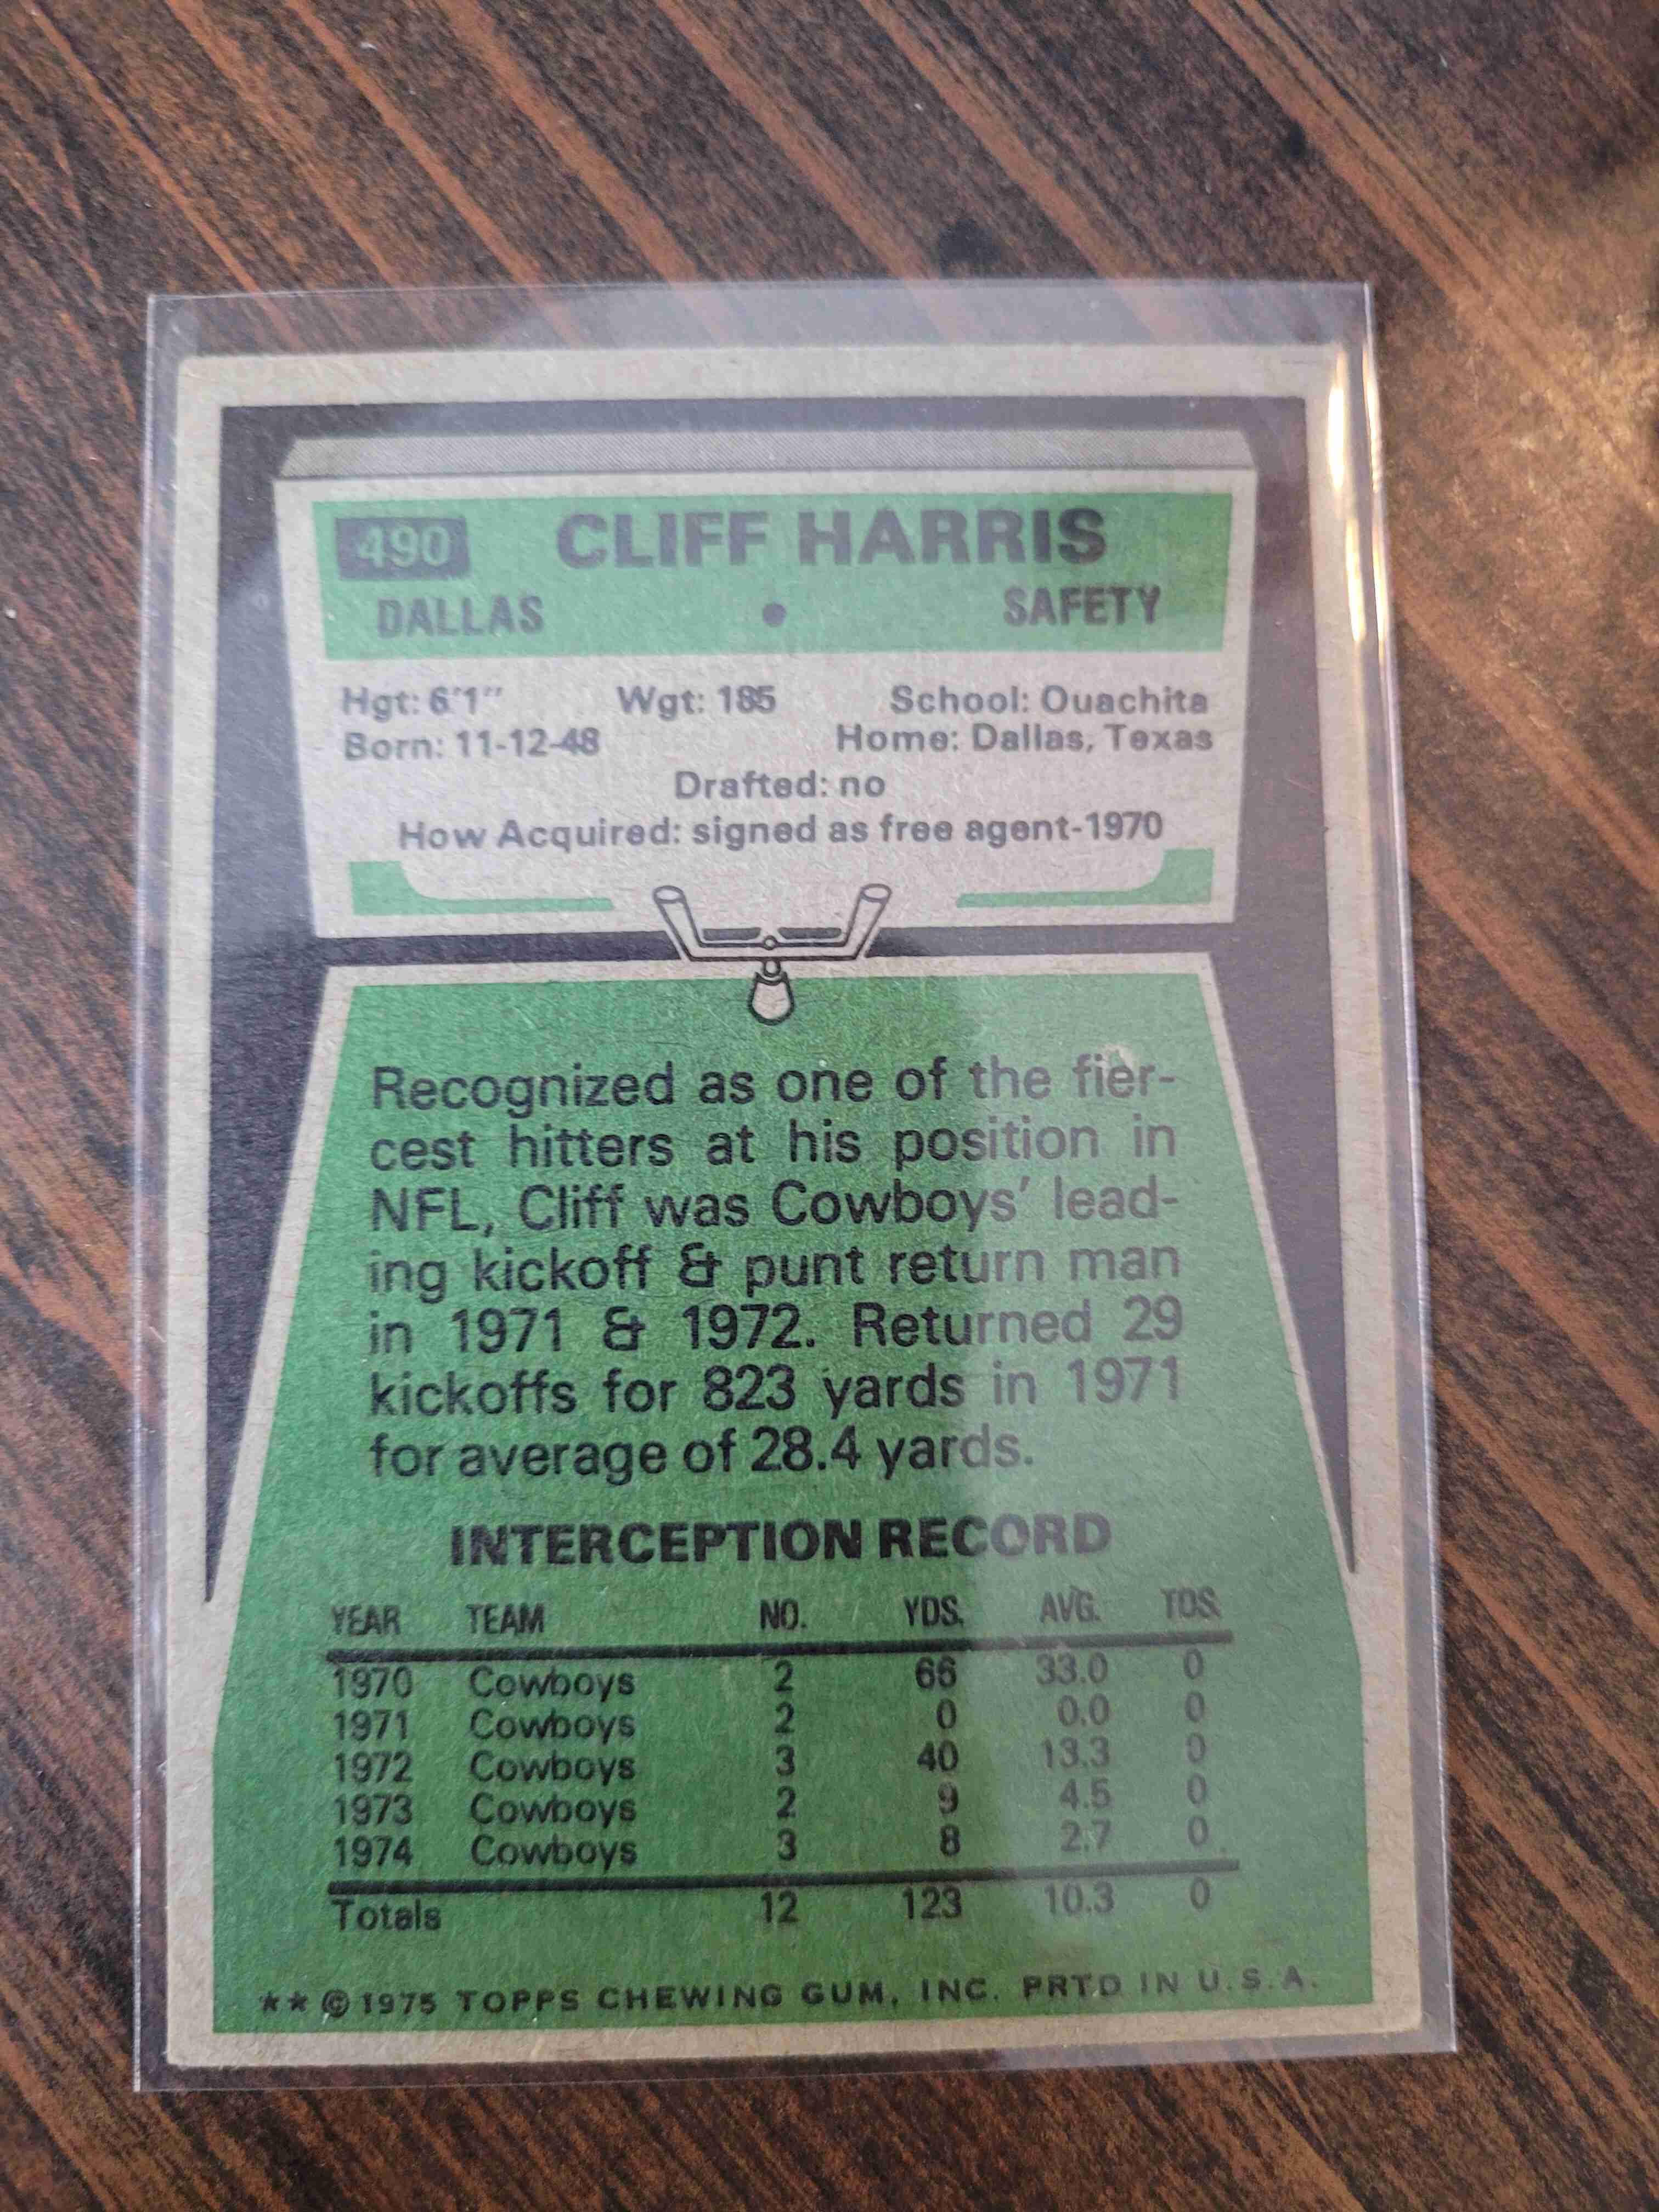 490 CLIFF HARRIS
DALLAS • SAFETY
Hgt: 6'1" Wgt: 185 School: Ouachita
Born: 11-12-48 Home: Dallas, Texas
Drafted: no
How Acquired: signed as free agent-1970
Recognized as one of the fier-
cest hitters at his position in
NFL, Cliff was Cowboys' lead-
ing kickoff & punt return man
in 1971 & 1972. Returned 29
kickoffs for 823 yards in 1971
for average of 28.4 yards.
INTERCEPTION RECORD
YEAR TEAM NO. YDS. AVG. TDS.
1970 Cowboys 2 66 33.0 0
1971 Cowboys 2 0 0.0 0
1972 Cowboys 3 40 13.3 0
1973 Cowboys 2 9 4.5 0
1974 Cowboys 3 8 2.7 0
Totals 12 123 10.3 0
** © 1975 TOPPS CHEWING GUM, INC. PRTD IN U.S.A.